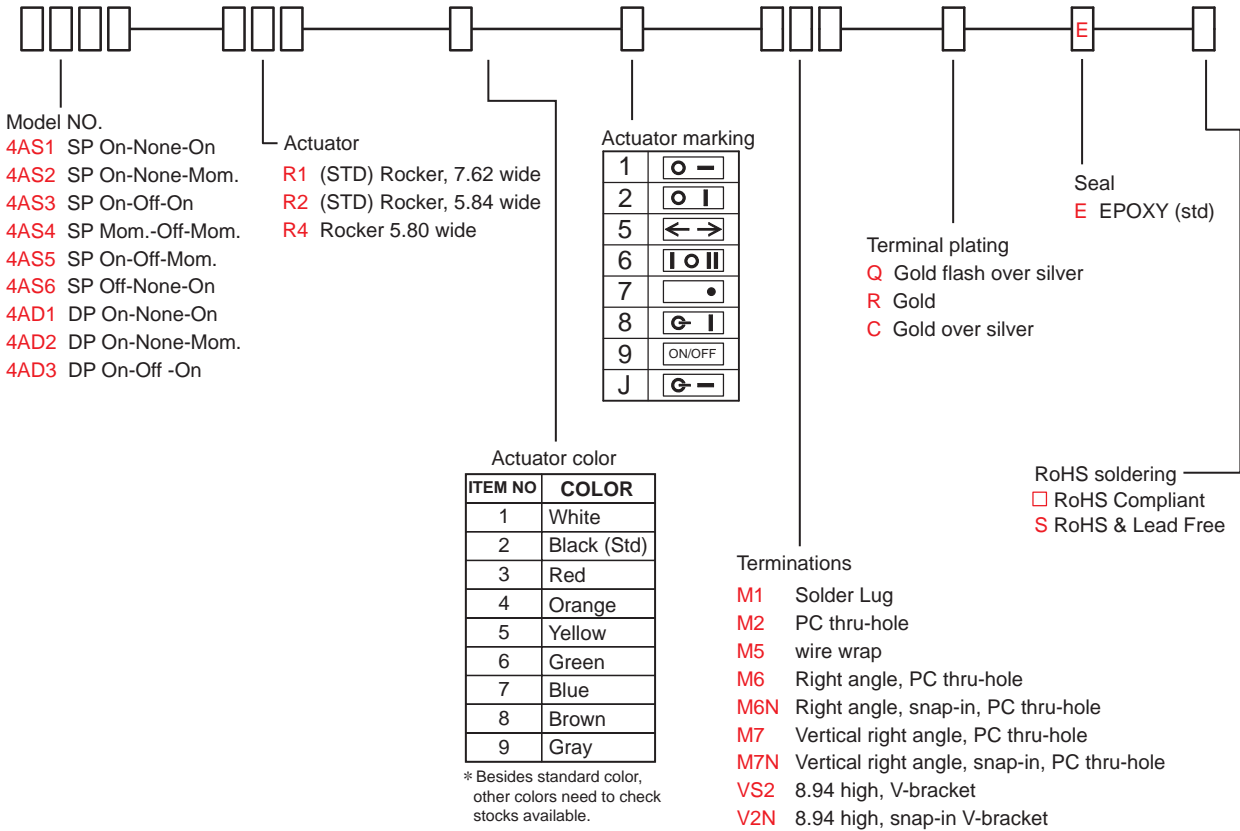 E
Model NO.
4AS1 SP On-None-On
4AS2 SP On-None-Mom.
4AS3 SP On-Off-On
4AS4 SP Mom.-Off-Mom.
4AS5 SP On-Off-Mom.
4AS6 SP Off-None-On
4AD1 DP On-None-On
4AD2 DP On-None-Mom.
4AD3 DP On-Off -On
Actuator
R1 (STD) Rocker, 7.62 wide
R2 (STD) Rocker, 5.84 wide
R4 Rocker 5.80 wide
Actuator color
ITEM NO COLOR
1 White
2 Black (Std)
3 Red
4 Orange
5 Yellow
6 Green
7 Blue
8 Brown
9 Gray
* Besides standard color,
other colors need to check
stocks available.
Actuator marking
1 O –
2 O I
5 ← →
6 I O II
7 •
8 I
9 ON/OFF
J –
Terminations
M1 Solder Lug
M2 PC thru-hole
M5 wire wrap
M6 Right angle, PC thru-hole
M6N Right angle, snap-in, PC thru-hole
M7 Vertical right angle, PC thru-hole
M7N Vertical right angle, snap-in, PC thru-hole
VS2 8.94 high, V-bracket
V2N 8.94 high, snap-in V-bracket
Terminal plating
Q Gold flash over silver
R Gold
C Gold over silver
Seal
E EPOXY (std)
RoHS soldering
□ RoHS Compliant
S RoHS & Lead Free